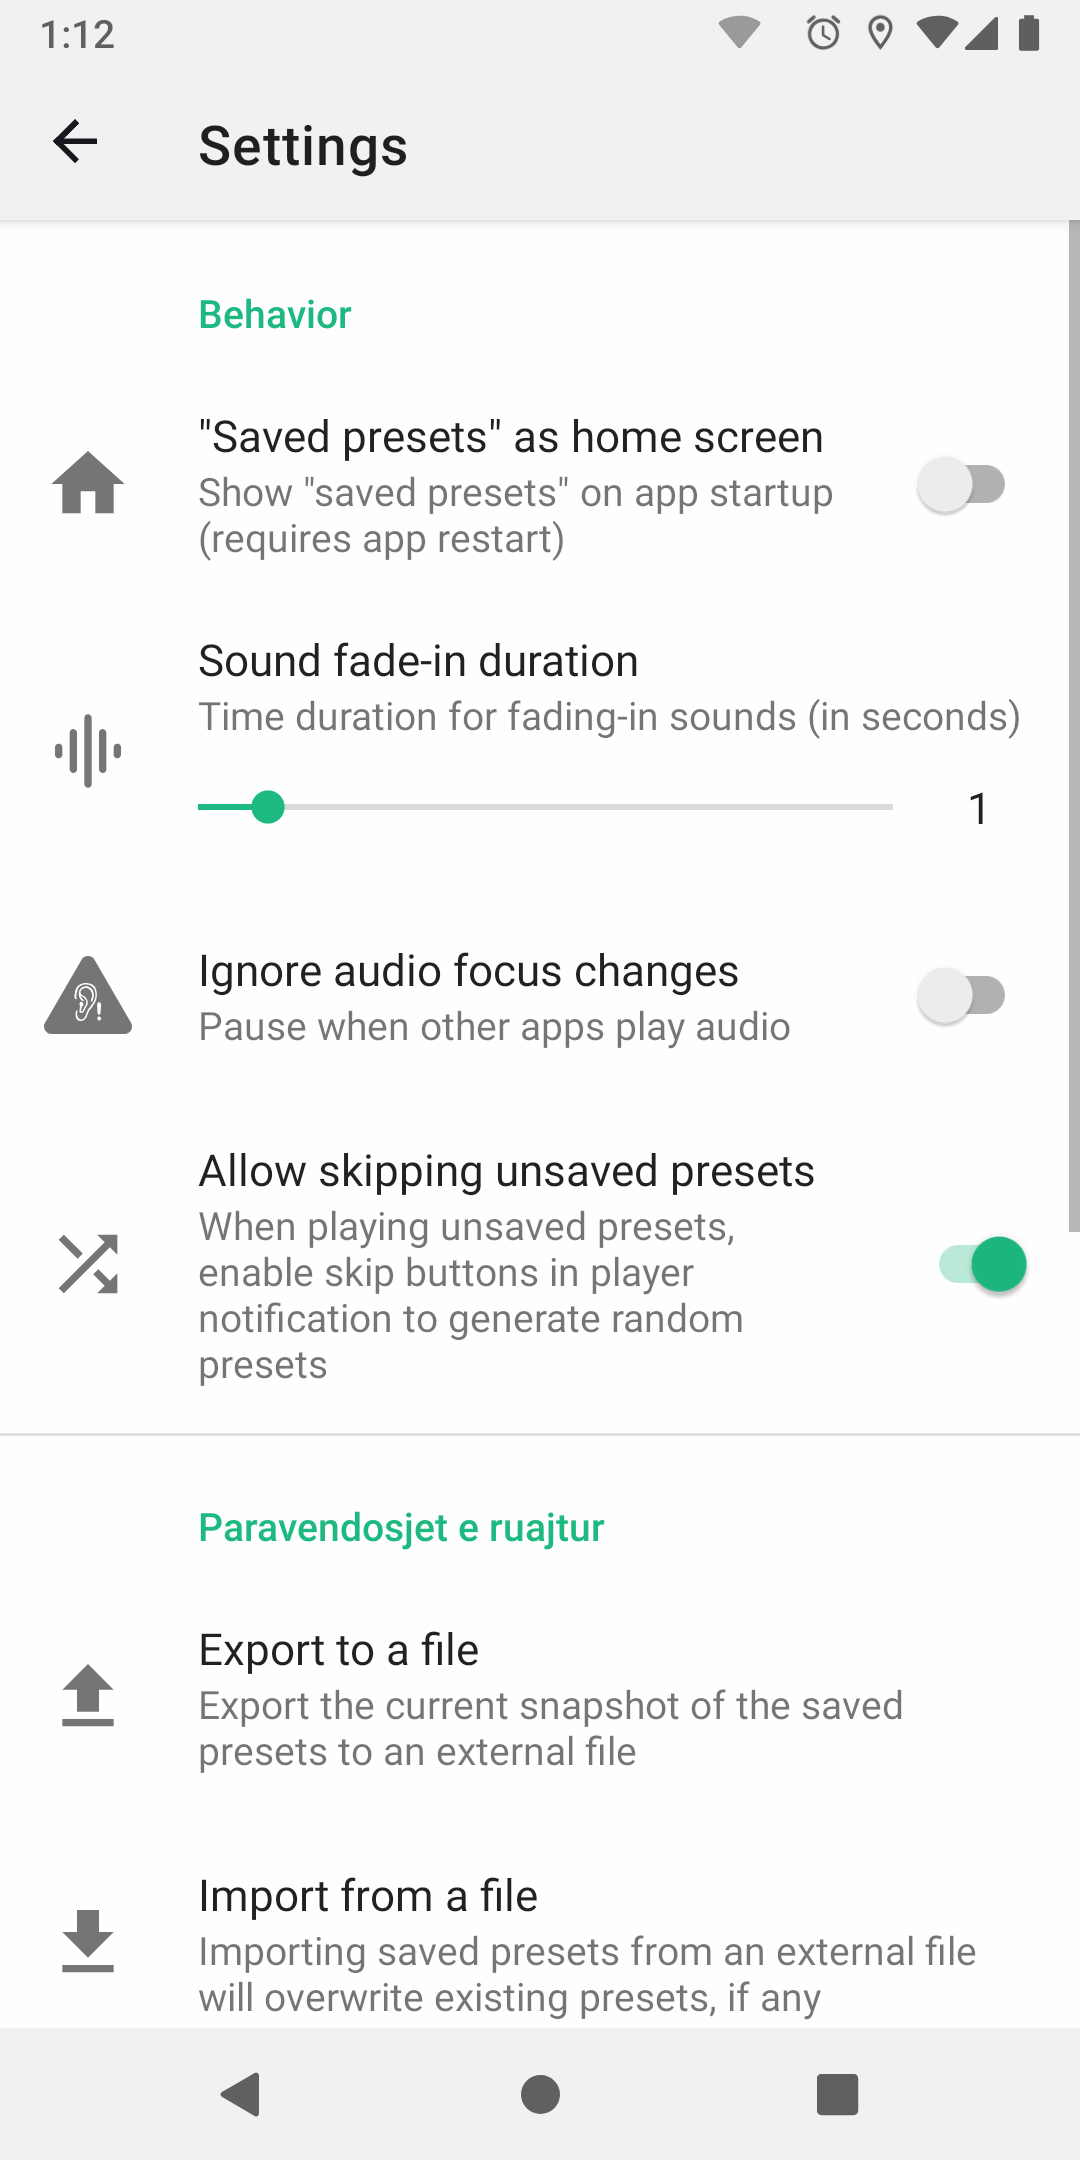 1:12
Settings
Behavior
"Saved presets" as home screen
Show "saved presets" on app startup
(requires app restart)
Sound fade-in duration
Time duration for fading-in sounds (in seconds)
1
Ignore audio focus changes
Pause when other apps play audio
Allow skipping unsaved presets
When playing unsaved presets,
enable skip buttons in player
notification to generate random
presets
Paravendosjet e ruajtur
Export to a file
Export the current snapshot of the saved
presets to an external file
Import from a file
Importing saved presets from an external file
will overwrite existing presets, if any